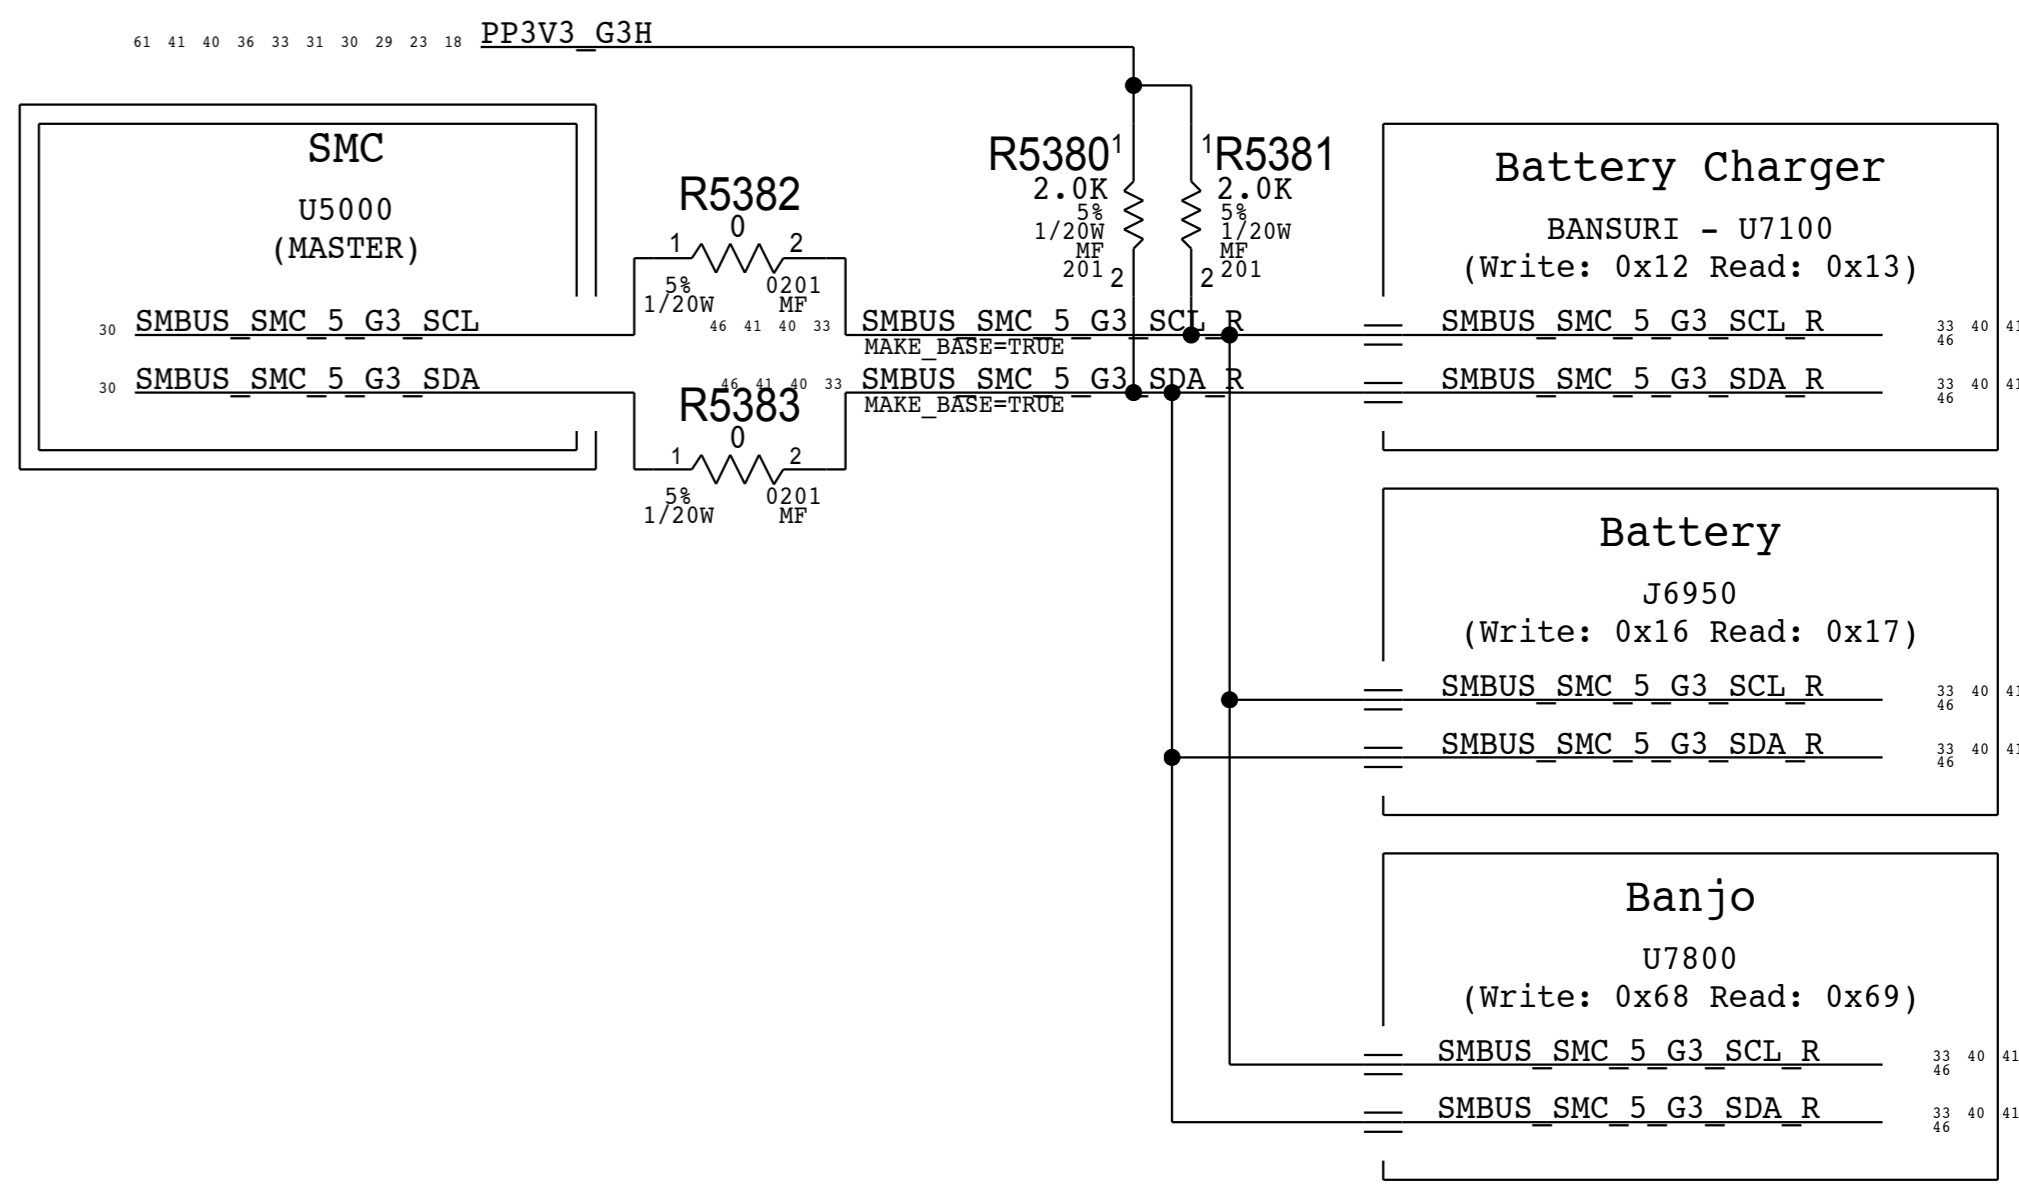 61 41 40 36 33 31 30 29 23 18 PP3V3_G3H
SMC
U5000
(MASTER)
30 SMBUS_SMC_5_G3_SCL
30 SMBUS_SMC_5_G3_SDA
R5382
0
1 2
5% 0201
1/20W MF
46 41 40 33 SMBUS_SMC_5_G3_SCL_R
MAKE_BASE=TRUE
46 41 40 33 SMBUS_SMC_5_G3_SDA_R
MAKE_BASE=TRUE
R5383
0
1 2
5% 0201
1/20W MF
R5380 1
2.0K
5%
1/20W
MF
201
2
1 R5381
2.0K
5%
1/20W
MF
201
2
Battery Charger
BANSURI - U7100
(Write: 0x12 Read: 0x13)
SMBUS_SMC_5_G3_SCL_R 33 40 41
46
SMBUS_SMC_5_G3_SDA_R 33 40 41
46
Battery
J6950
(Write: 0x16 Read: 0x17)
SMBUS_SMC_5_G3_SCL_R 33 40 41
46
SMBUS_SMC_5_G3_SDA_R 33 40 41
46
Banjo
U7800
(Write: 0x68 Read: 0x69)
SMBUS_SMC_5_G3_SCL_R 33 40 41
46
SMBUS_SMC_5_G3_SDA_R 33 40 41
46